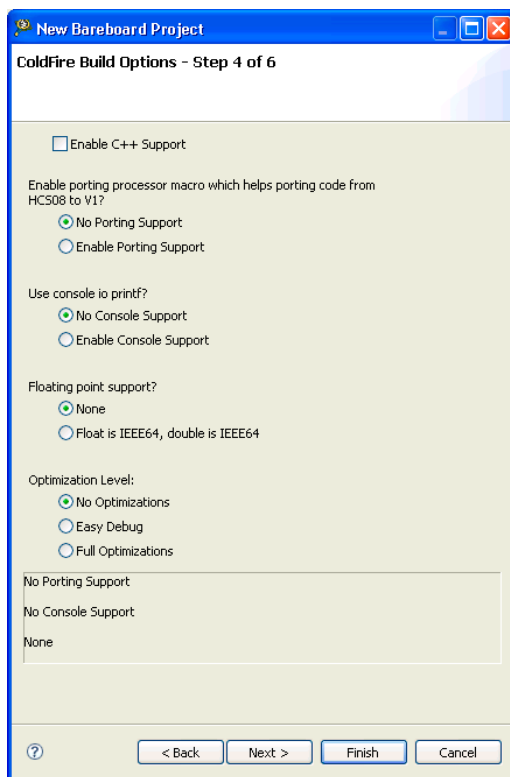 New Bareboard Project
ColdFire Build Options - Step 4 of 6
Enable C++ Support
Enable porting processor macro which helps porting code from
HCS08 to V1?
No Porting Support
Enable Porting Support
Use console io printf?
No Console Support
Enable Console Support
Floating point support?
None
Float is IEEE64, double is IEEE64
Optimization Level:
No Optimizations
Easy Debug
Full Optimizations
No Porting Support
No Console Support
None
? < Back Next > Finish Cancel